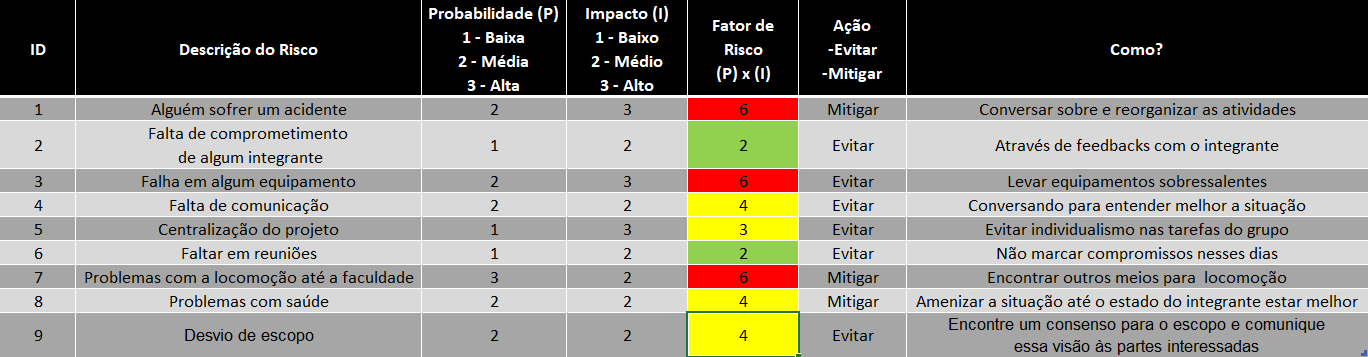 ID Descrição do Risco Probabilidade (P) Impacto (I) Fator de Ação Como?
1 - Baixa 1 - Baixo Risco -Evitar
2 - Média 2 - Médio (P) x (I) -Mitigar
3 - Alta 3 - Alto
1 Alguém sofrer um acidente 2 3 6 Mitigar Conversar sobre e reorganizar as atividades
2 Falta de comprometimento 1 2 2 Evitar Através de feedbacks com o integrante
de algum integrante
3 Falha em algum equipamento 2 3 6 Evitar Levar equipamentos sobressalentes
4 Falta de comunicação 2 2 4 Evitar Conversando para entender melhor a situação
5 Centralização do projeto 1 3 3 Evitar Evitar individualismo nas tarefas do grupo
6 Faltar em reuniões 1 2 2 Evitar Não marcar compromissos nesses dias
7 Problemas com a locomoção até a faculdade 3 2 6 Mitigar Encontrar outros meios para locomoção
8 Problemas com saúde 2 2 4 Mitigar Amenizar a situação até o estado do integrante estar melhor
9 Desvio de escopo 2 2 4 Evitar Encontre um consenso para o escopo e comunique
essa visão às partes interessadas